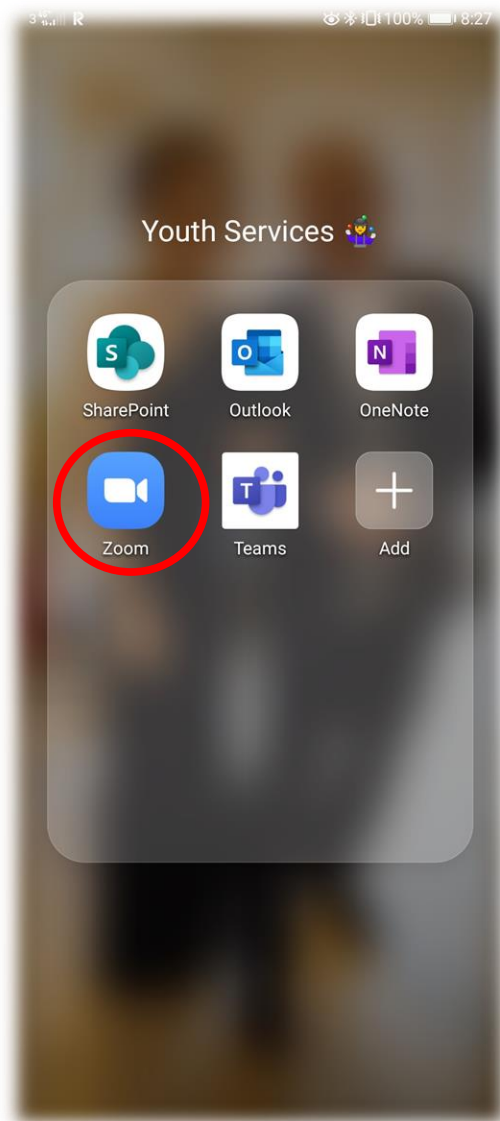 100% 8:27
Youth Services
S
O
N
SharePoint Outlook OneNote
T
Zoom Teams Add